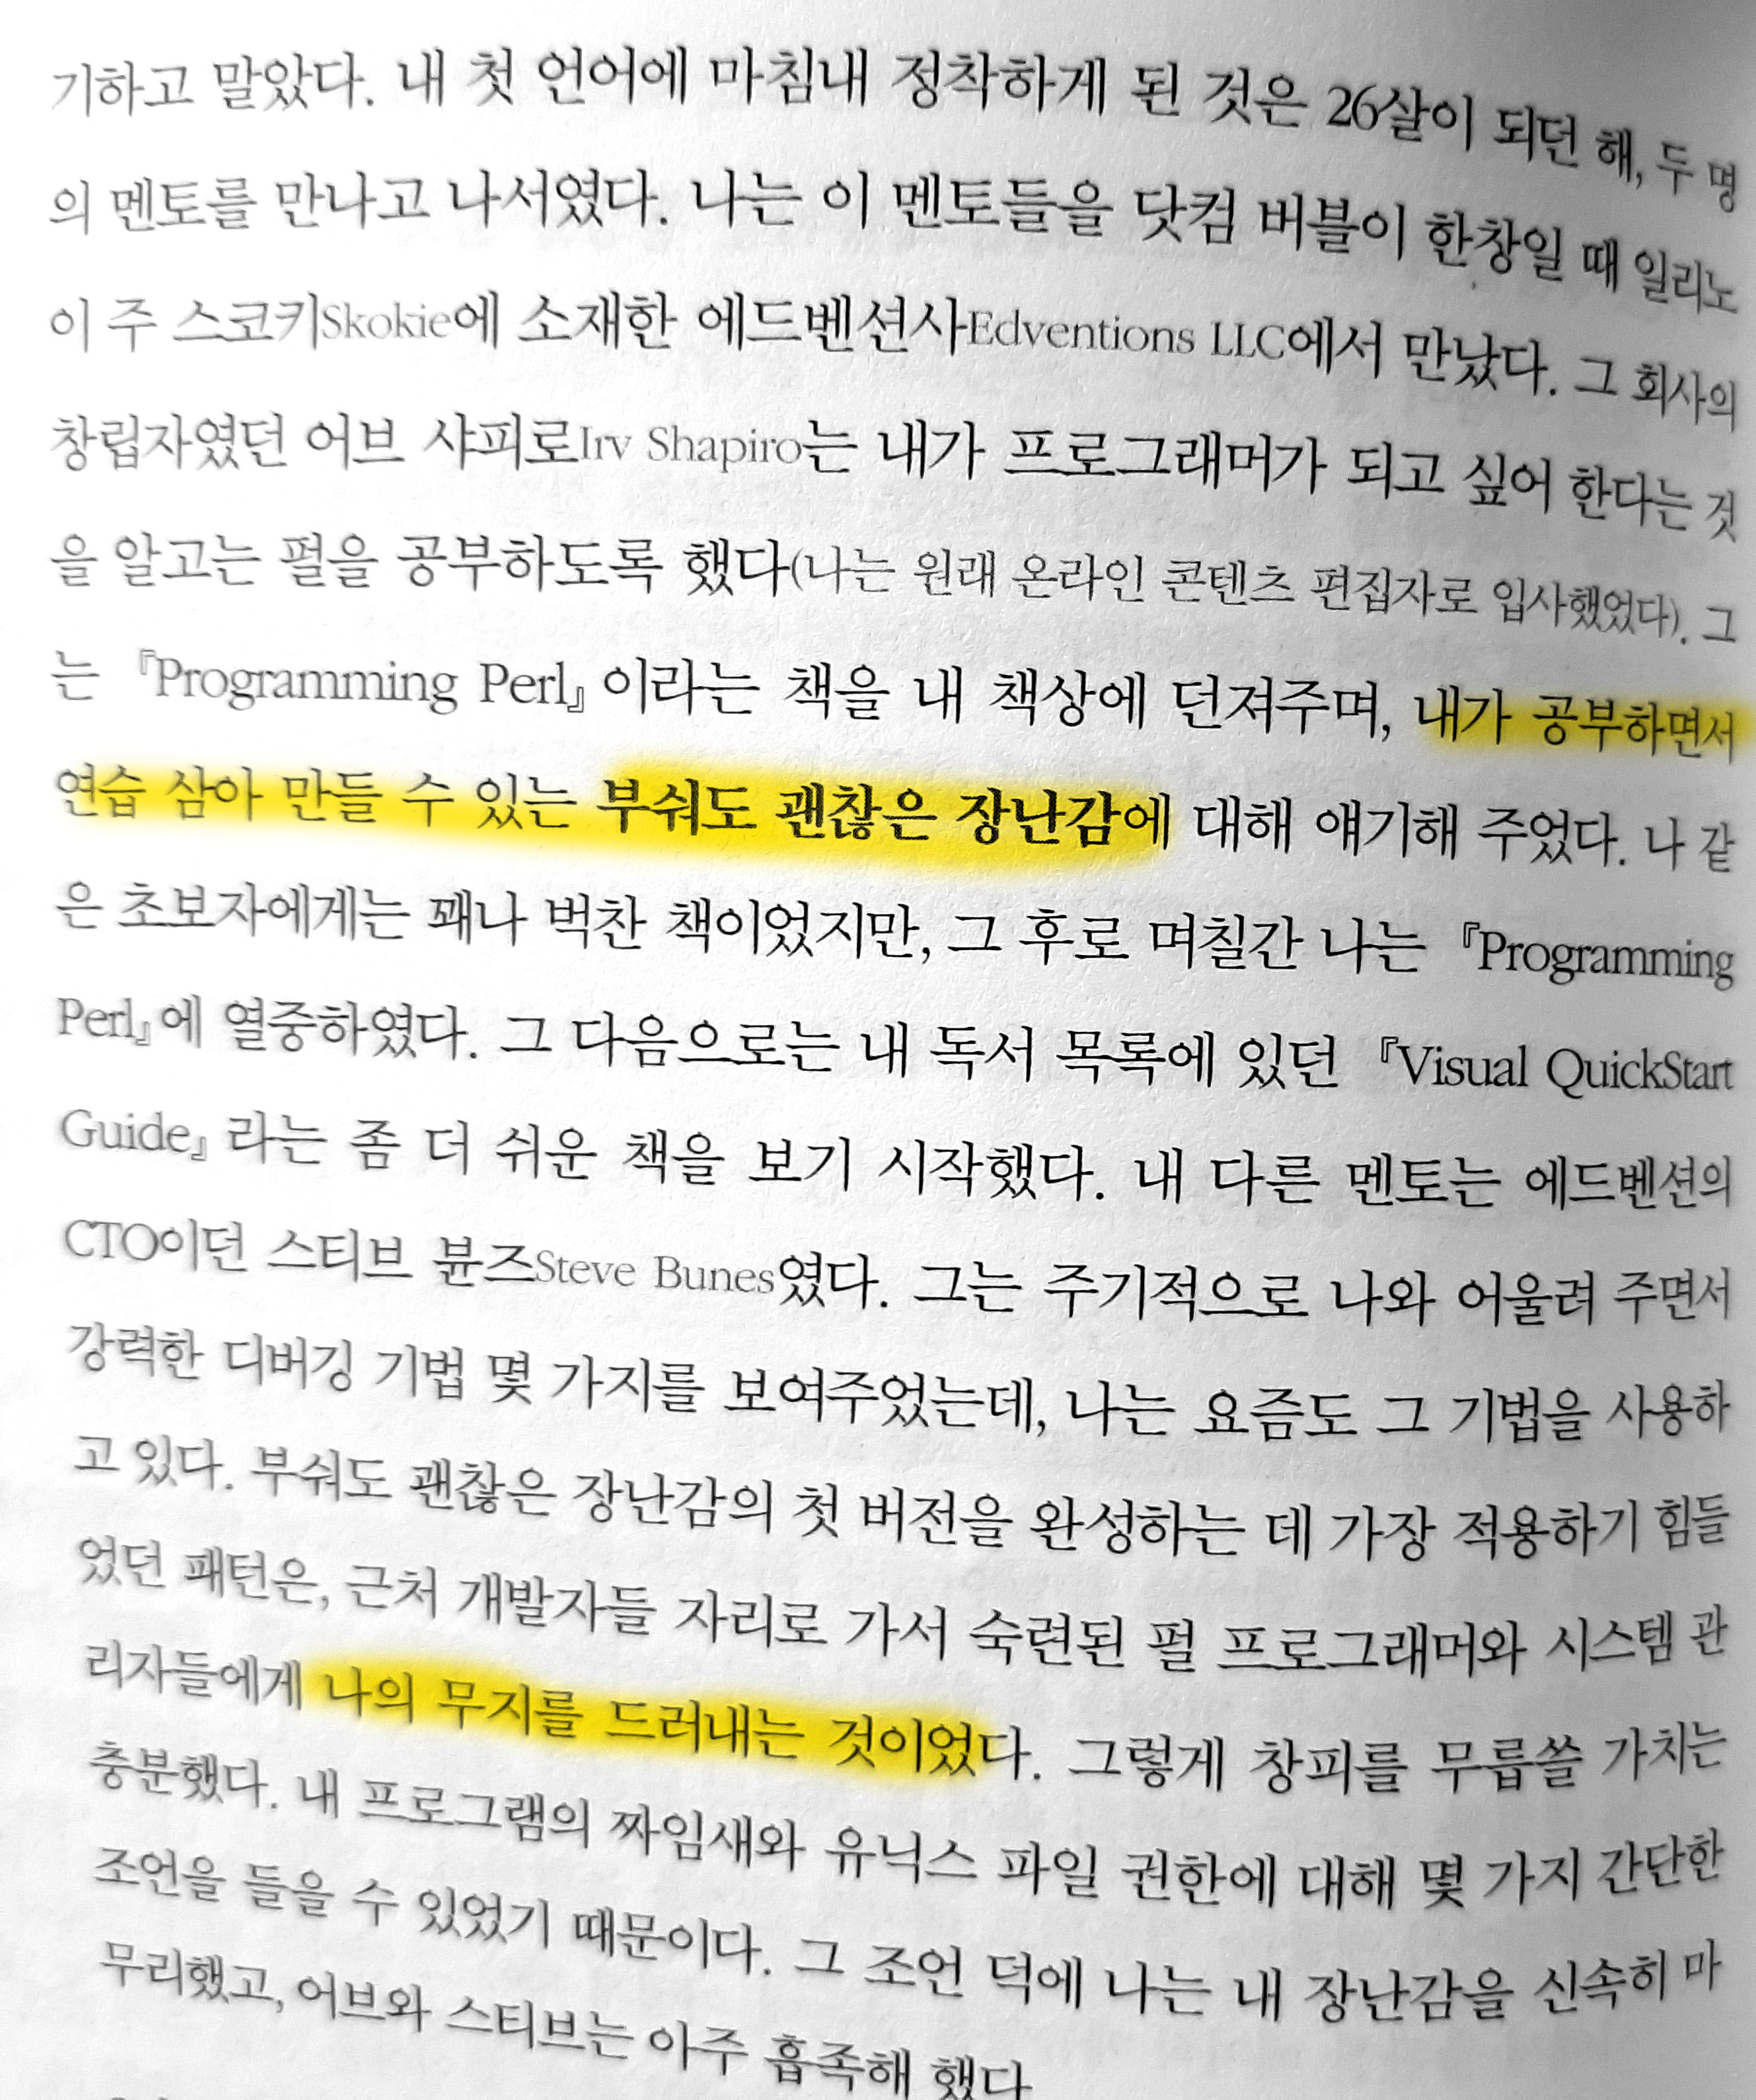 기하고 말았다. 내 첫 언어에 마침내 정착하게 된 것은 26살이 되던 해, 두 명
의 멘토를 만나고 나서였다. 나는 이 멘토들을 닷컴 버블이 한창일 때 일리노
이 주 스코키Skokie에 소재한 에드벤션사Edventions LLC에서 만났다. 그 회사의
창립자였던 어브 샤피로Irv Shapiro는 내가 프로그래머가 되고 싶어 한다는 것
을 알고는 펄을 공부하도록 했다(나는 원래 온라인 콘텐츠 편집자로 입사했었다). 그
는 『Programming Perl』이라는 책을 내 책상에 던져주며, 내가 공부하면서
연습 삼아 만들 수 있는 부숴도 괜찮은 장난감에 대해 얘기해 주었다. 나 같
은 초보자에게는 꽤나 벅찬 책이었지만, 그 후로 며칠간 나는 『Programming
Perl』에 열중하였다. 그 다음으로는 내 독서 목록에 있던 『Visual QuickStart
Guide』라는 좀 더 쉬운 책을 보기 시작했다. 내 다른 멘토는 에드벤션의
CTO이던 스티브 뷴즈Steve Bunes였다. 그는 주기적으로 나와 어울려 주면서
강력한 디버깅 기법 몇 가지를 보여주었는데, 나는 요즘도 그 기법을 사용하
고 있다. 부숴도 괜찮은 장난감의 첫 버전을 완성하는 데 가장 적용하기 힘들
었던 패턴은, 근처 개발자들 자리로 가서 숙련된 펄 프로그래머와 시스템 관
리자들에게 나의 무지를 드러내는 것이었다. 그렇게 창피를 무릅쓸 가치는
충분했다. 내 프로그램의 짜임새와 유닉스 파일 권한에 대해 몇 가지 간단한
조언을 들을 수 있었기 때문이다. 그 조언 덕에 나는 내 장난감을 신속히 마
무리했고, 어브와 스티브는 아주 흡족해 했다